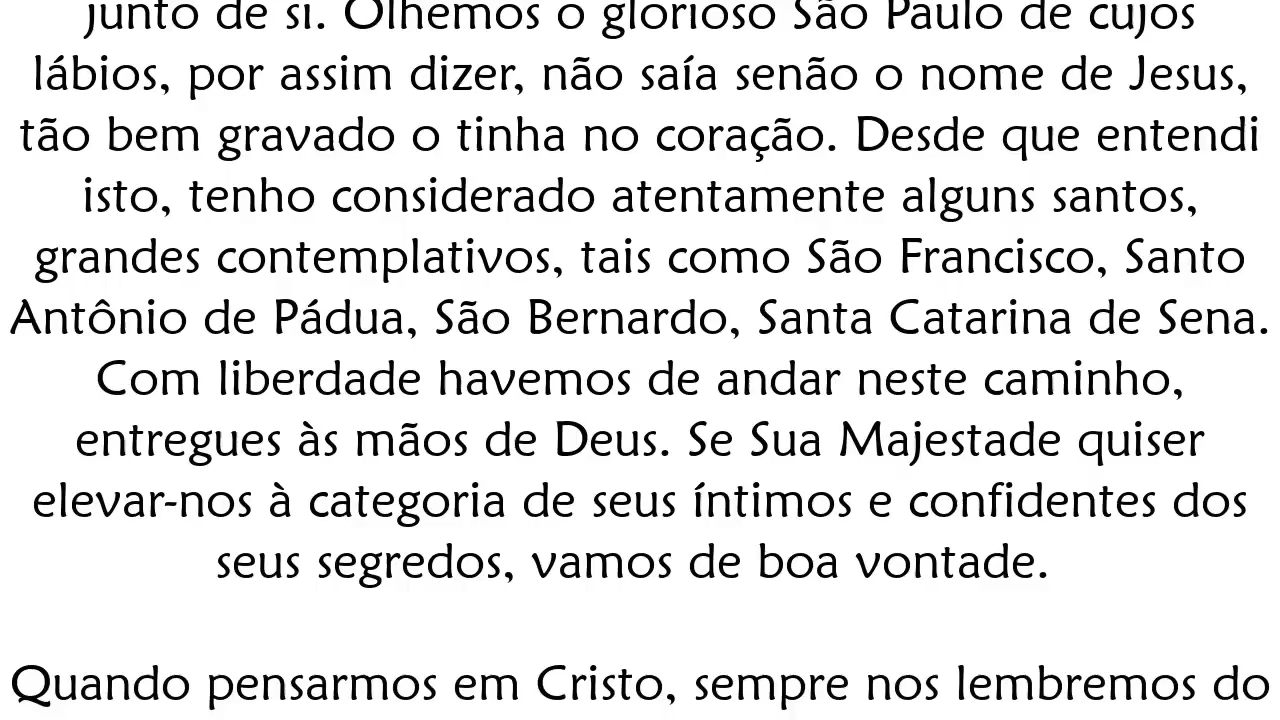 junto de si. Olhemos o glorioso São Paulo de cujos
lábios, por assim dizer, não saía senão o nome de Jesus,
tão bem gravado o tinha no coração. Desde que entendi
isto, tenho considerado atentamente alguns santos,
grandes contemplativos, tais como São Francisco, Santo
Antônio de Pádua, São Bernardo, Santa Catarina de Sena.
Com liberdade havemos de andar neste caminho,
entregues às mãos de Deus. Se Sua Majestade quiser
elevar-nos à categoria de seus íntimos e confidentes dos
seus segredos, vamos de boa vontade.
Quando pensarmos em Cristo, sempre nos lembremos do